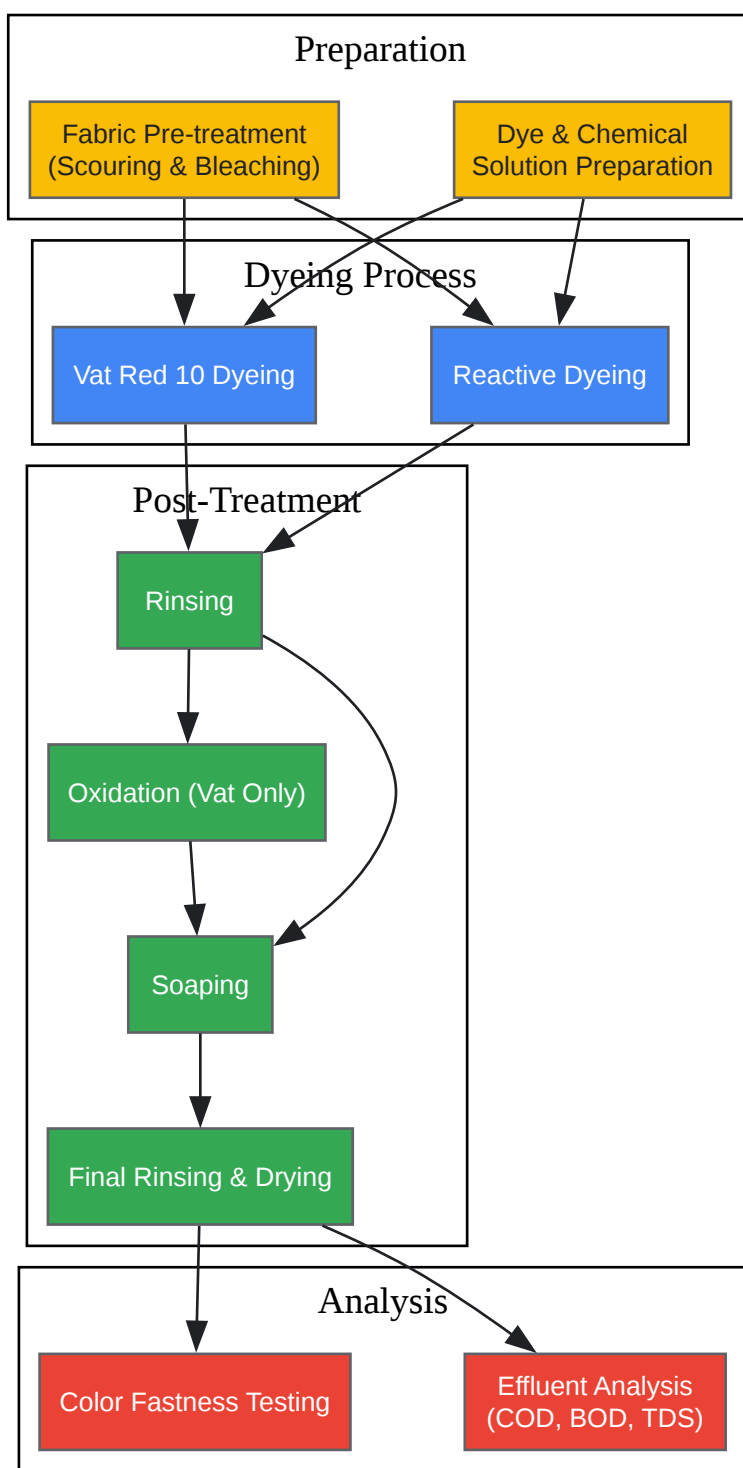 Preparation
Fabric Pre-treatment
(Scouring & Bleaching)
Dye & Chemical
Solution Preparation
Dyeing Process
Vat Red 10 Dyeing
Reactive Dyeing
Post-Treatment
Rinsing
Oxidation (Vat Only)
Soaping
Final Rinsing & Drying
Analysis
Color Fastness Testing
Effluent Analysis
(COD, BOD, TDS)